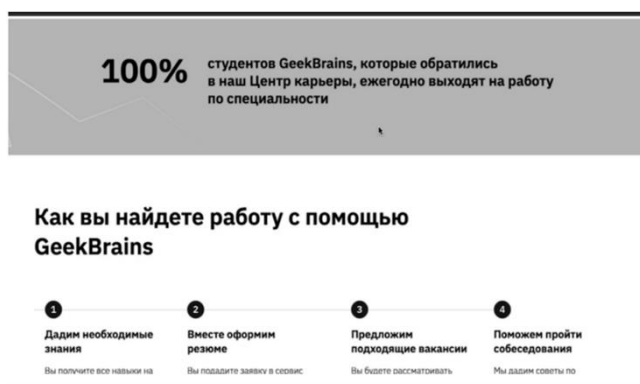 100%
студентов GeekBrains, которые обратились
в наш Центр карьеры, ежегодно выходят на работу
по специальности
Как вы найдете работу с помощью
GeekBrains
1
2
3
4
Дадим необходимые
знания
Вместе оформим
резюме
Предложим
подходящие вакансии
Поможем пройти
собеседования
Вы получите все навыки на
Вы подадите заявку в сервис
Вы будете рассматривать
Мы дадим советы по